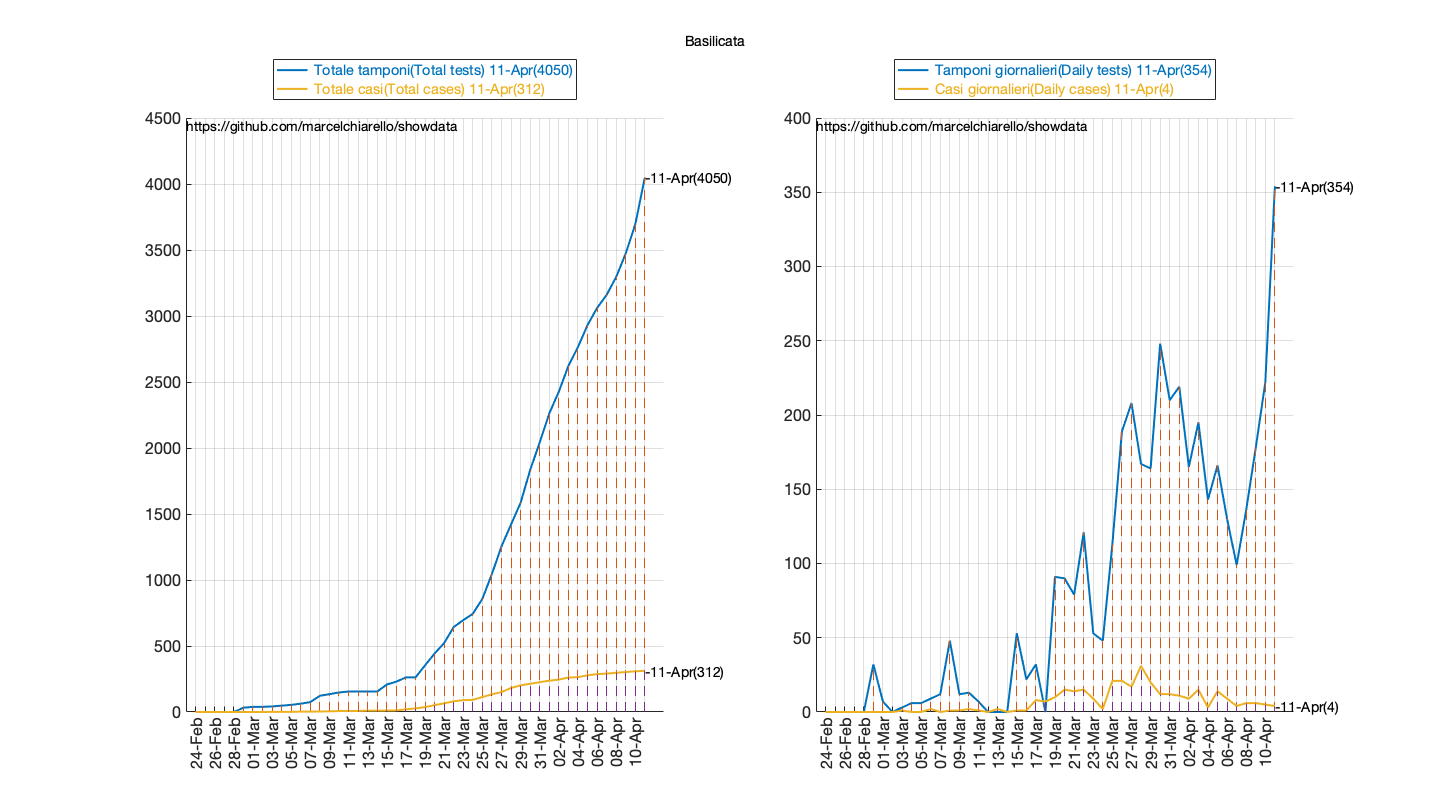 Basilicata
Totale tamponi(Total tests) 11-Apr(4050)
Totale casi(Total cases) 11-Apr(312)
https://github.com/marcelchiarello/showdata
4500
4000
3500
3000
2500
2000
1500
1000
500
0
11-Apr(4050)
11-Apr(312)
24-Feb
26-Feb
28-Feb
01-Mar
03-Mar
05-Mar
07-Mar
09-Mar
11-Mar
13-Mar
15-Mar
17-Mar
19-Mar
21-Mar
23-Mar
25-Mar
27-Mar
29-Mar
31-Mar
02-Apr
04-Apr
06-Apr
08-Apr
10-Apr
Tamponi giornalieri(Daily tests) 11-Apr(354)
Casi giornalieri(Daily cases) 11-Apr(4)
https://github.com/marcelchiarello/showdata
400
350
300
250
200
150
100
50
0
11-Apr(354)
11-Apr(4)
24-Feb
26-Feb
28-Feb
01-Mar
03-Mar
05-Mar
07-Mar
09-Mar
11-Mar
13-Mar
15-Mar
17-Mar
19-Mar
21-Mar
23-Mar
25-Mar
27-Mar
29-Mar
31-Mar
02-Apr
04-Apr
06-Apr
08-Apr
10-Apr